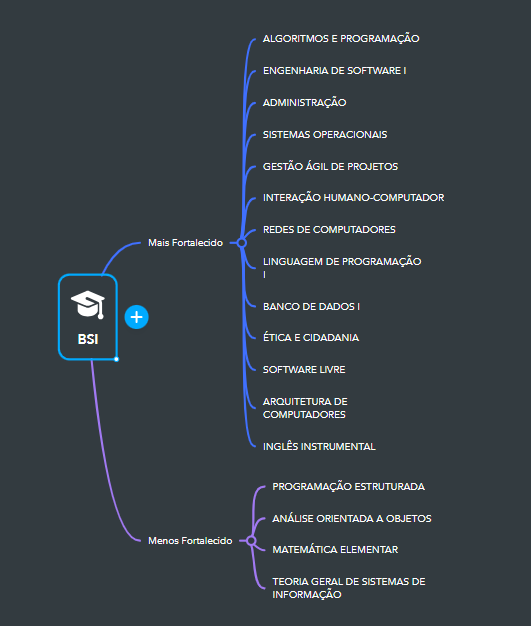 ALGORITMOS E PROGRAMAÇÃO
ENGENHARIA DE SOFTWARE I
ADMINISTRAÇÃO
SISTEMAS OPERACIONAIS
GESTÃO ÁGIL DE PROJETOS
INTERAÇÃO HUMANO-COMPUTADOR
REDES DE COMPUTADORES
Mais Fortalecido
LINGUAGEM DE PROGRAMAÇÃO
I
BANCO DE DADOS I
BSI
ÉTICA E CIDADANIA
SOFTWARE LIVRE
ARQUITETURA DE
COMPUTADORES
INGLÊS INSTRUMENTAL
PROGRAMAÇÃO ESTRUTURADA
ANÁLISE ORIENTADA A OBJETOS
Menos Fortalecido
MATEMÁTICA ELEMENTAR
TEORIA GERAL DE SISTEMAS DE
INFORMAÇÃO